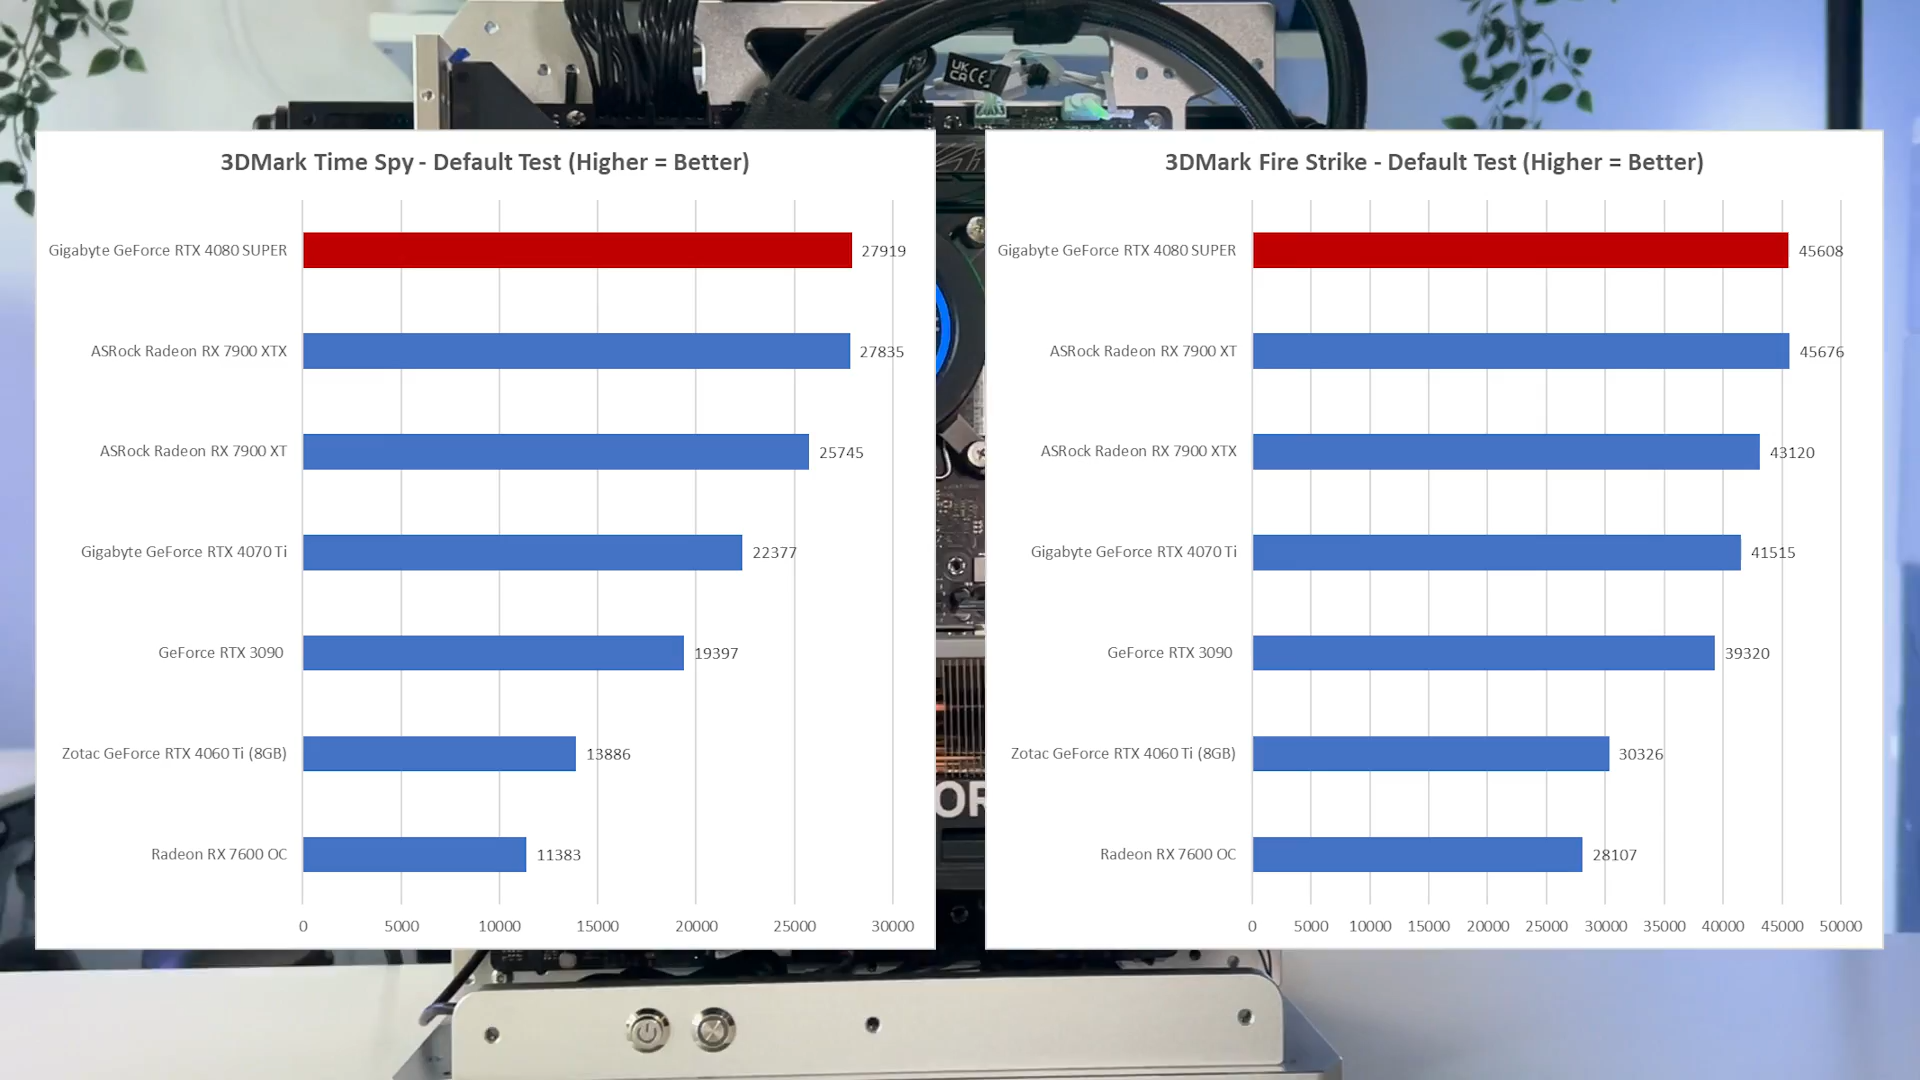 UK
CA CE
3DMark Time Spy - Default Test (Higher = Better)
Gigabyte GeForce RTX 4080 SUPER 27919
ASRock Radeon RX 7900 XTX 27835
ASRock Radeon RX 7900 XT 25745
Gigabyte GeForce RTX 4070 Ti 22377
GeForce RTX 3090 19397
Zotac GeForce RTX 4060 Ti (8GB) 13886
Radeon RX 7600 OC 11383
0 5000 10000 15000 20000 25000 30000
3DMark Fire Strike - Default Test (Higher = Better)
Gigabyte GeForce RTX 4080 SUPER 45608
ASRock Radeon RX 7900 XT 45676
ASRock Radeon RX 7900 XTX 43120
Gigabyte GeForce RTX 4070 Ti 41515
GeForce RTX 3090 39320
Zotac GeForce RTX 4060 Ti (8GB) 30326
Radeon RX 7600 OC 28107
0 5000 10000 15000 20000 25000 30000 35000 40000 45000 50000